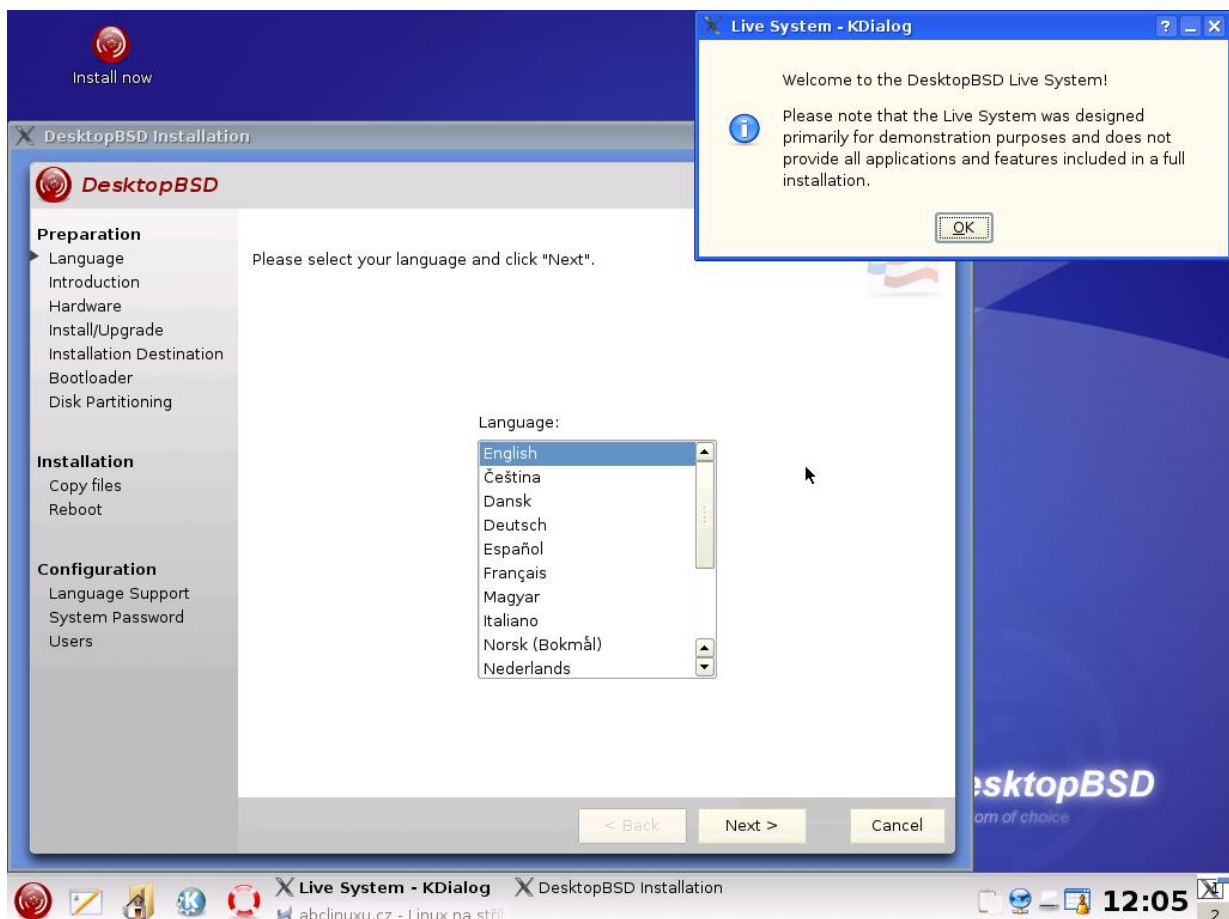 Install now
Live System - KDialog
Welcome to the DesktopBSD Live System!
Please note that the Live System was designed
primarily for demonstration purposes and does not
provide all applications and features included in a full
installation.
OK
DesktopBSD Installation
DesktopBSD
Preparation
Language
Introduction
Hardware
Install/Upgrade
Installation Destination
Bootloader
Disk Partitioning
Installation
Copy files
Reboot
Configuration
Language Support
System Password
Users
Please select your language and click "Next".
Language:
English
Čeština
Dansk
Deutsch
Español
Français
Magyar
Italiano
Norsk (Bokmål)
Nederlands
< Back
Next >
Cancel
esktopBSD
om of choice
Live System - KDialog
DesktopBSD Installation
abclinuxu.cz - Linux na stří
12:05